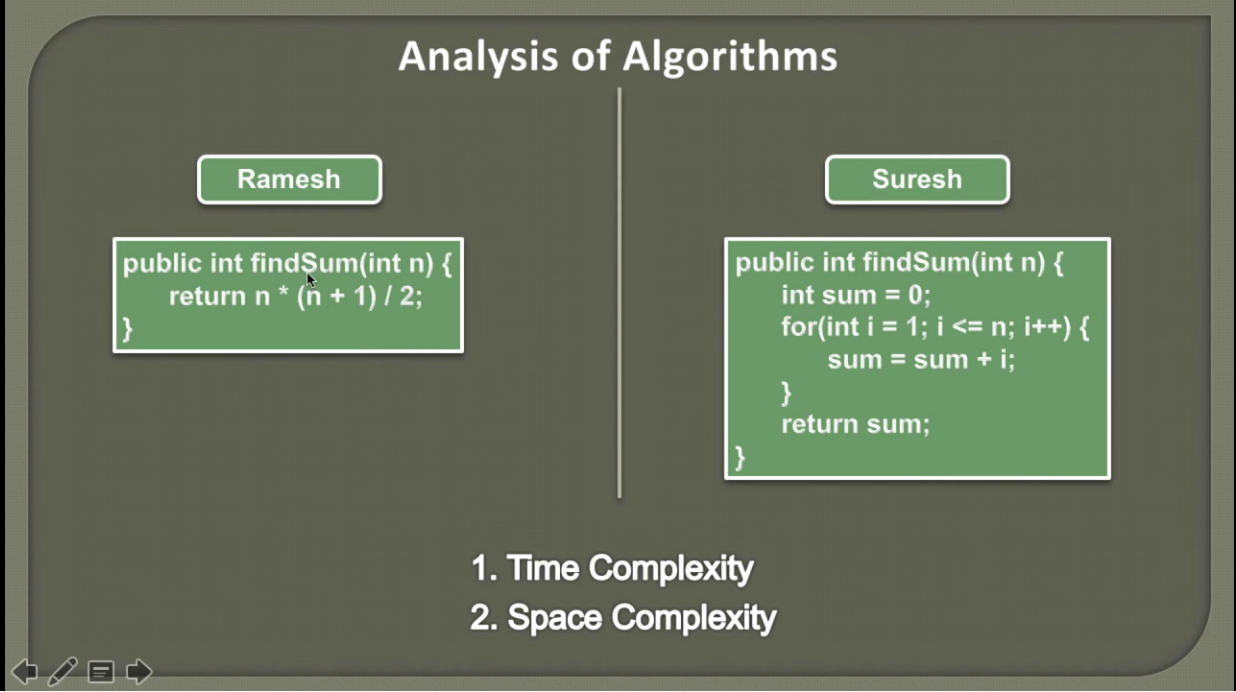 Analysis of Algorithms
Ramesh
public int findSum(int n) {
return n * (n + 1) / 2;
}
Suresh
public int findSum(int n) {
int sum = 0;
for(int i = 1; i <= n; i++) {
sum = sum + i;
}
return sum;
}
1. Time Complexity
2. Space Complexity